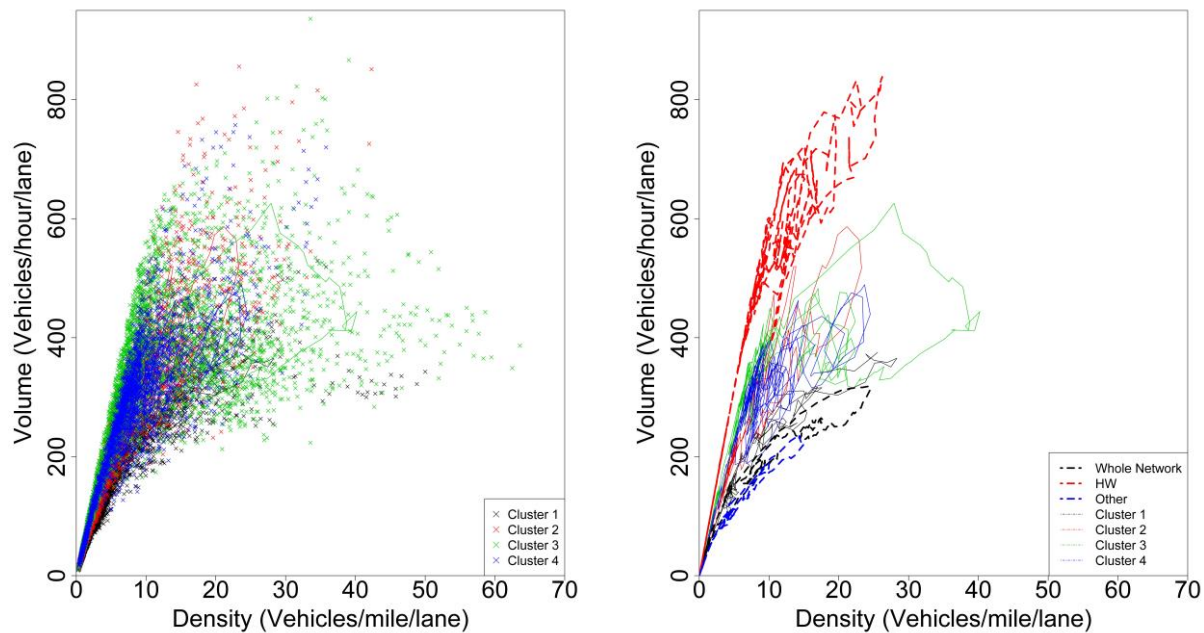 Volume (Vehicles/hour/lane)
800
600
400
200
0
0 10 20 30 40 50 60 70
Density (Vehicles/mile/lane)
× Cluster 1
× Cluster 2
× Cluster 3
× Cluster 4
Volume (Vehicles/hour/lane)
800
600
400
200
0
0 10 20 30 40 50 60 70
Density (Vehicles/mile/lane)
Whole Network
HW
Other
Cluster 1
Cluster 2
Cluster 3
Cluster 4